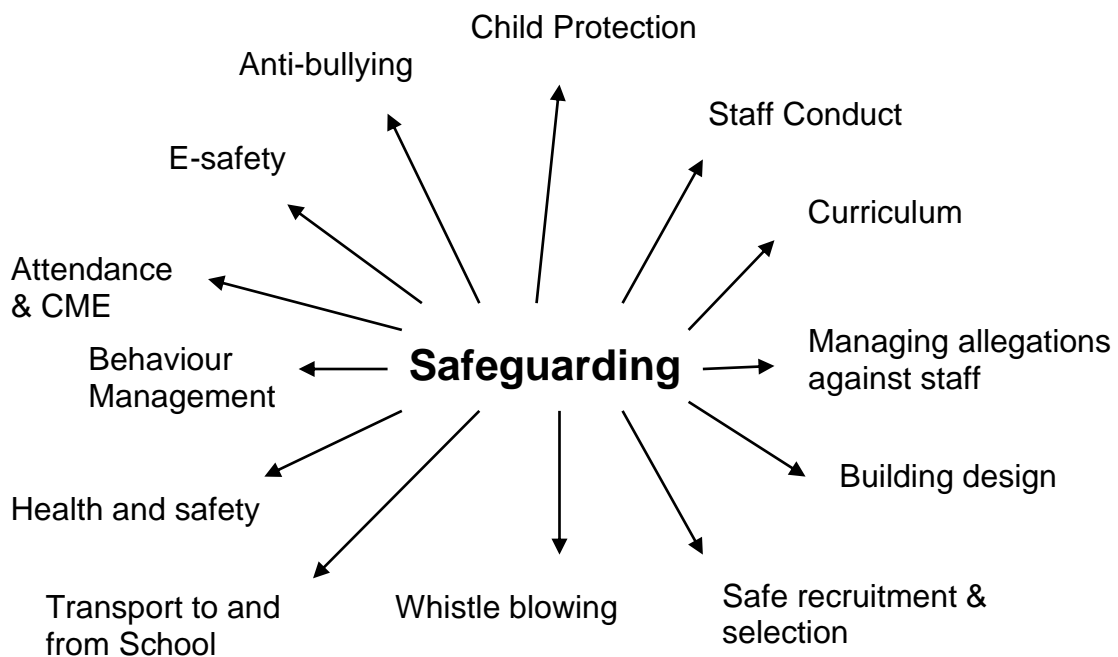 Child Protection
Anti-bullying
Staff Conduct
E-safety
Curriculum
Attendance
& CME
Managing allegations
against staff
Behaviour
Management
Safeguarding
Building design
Health and safety
Transport to and
from School
Whistle blowing
Safe recruitment &
selection